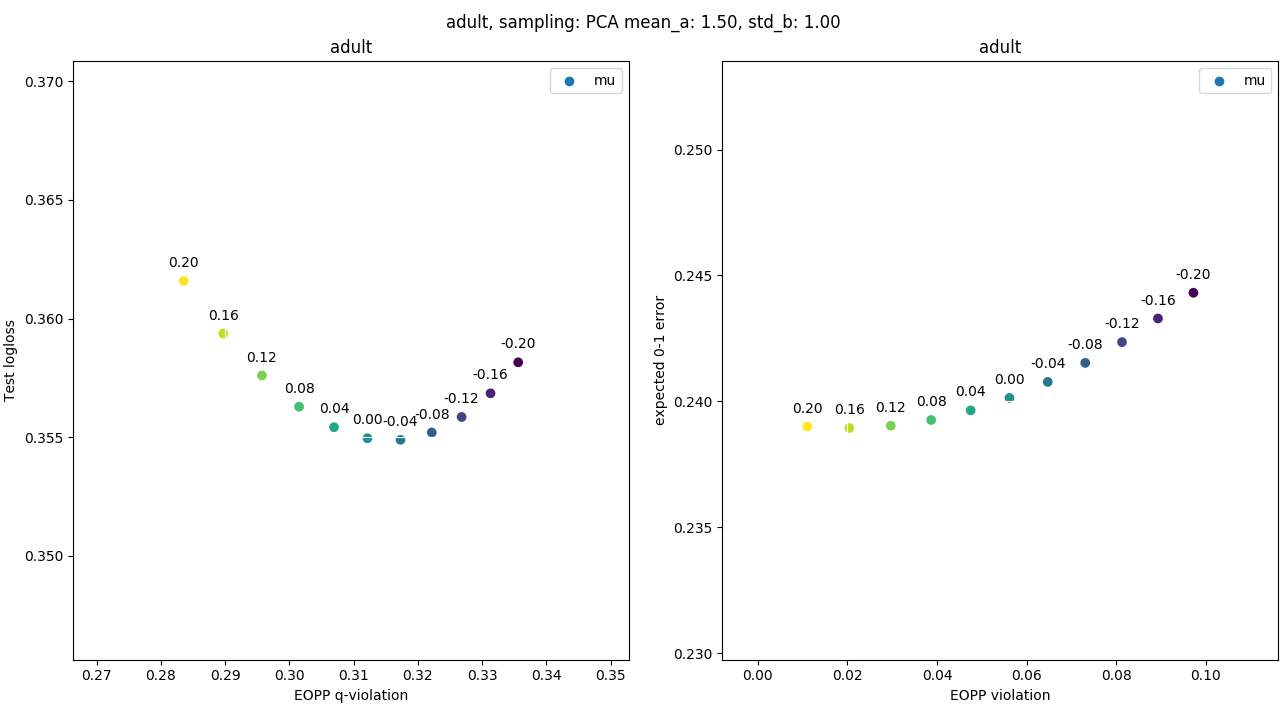 adult, sampling: PCA mean_a: 1.50, std_b: 1.00
adult
mu
0.370
0.365
0.360
0.355
0.350
Test logloss
0.20
0.16
0.12
0.08
0.04
0.00
-0.04
-0.08
-0.12
-0.16
-0.20
0.27 0.28 0.29 0.30 0.31 0.32 0.33 0.34 0.35
EOPP q-violation
adult
mu
0.250
0.245
0.240
0.235
0.230
expected 0-1 error
0.20
0.16
0.12
0.08
0.04
0.00
-0.04
-0.08
-0.12
-0.16
-0.20
0.00 0.02 0.04 0.06 0.08 0.10
EOPP violation